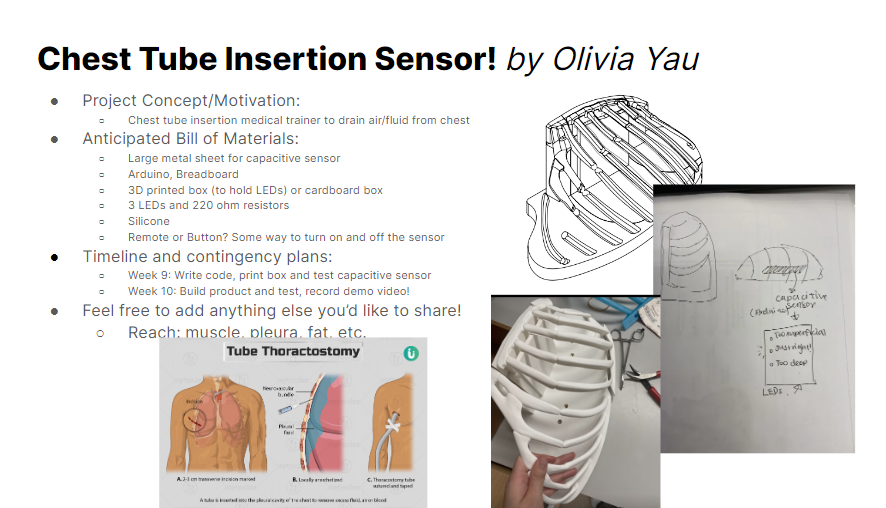 Chest Tube Insertion Sensor! by Olivia Yau
● Project Concept/Motivation:
○ Chest tube insertion medical trainer to drain air/fluid from chest
● Anticipated Bill of Materials:
○ Large metal sheet for capacitive sensor
○ Arduino, Breadboard
○ 3D printed box (to hold LEDs) or cardboard box
○ 3 LEDs and 220 ohm resistors
○ Silicone
○ Remote or Button? Some way to turn on and off the sensor
● Timeline and contingency plans:
○ Week 9: Write code, print box and test capacitive sensor
○ Week 10: Build product and test, record demo video!
● Feel free to add anything else you’d like to share!
○ Reach: muscle, pleura, fat, etc.
Tube Thoractostomy
Neurovascular
bundle
Incision
Pleural
fluid
A. 2-3 cm transverse incision marked
B. Locally anesthetized
C. Thoracostomy tube
sutured and taped
A tube is inserted into the pleural cavity of the chest to remove excess fluid, air or blood
capacitive
sensor
(Arduino)
Too superficial
Just right!
Too deep
LEDs